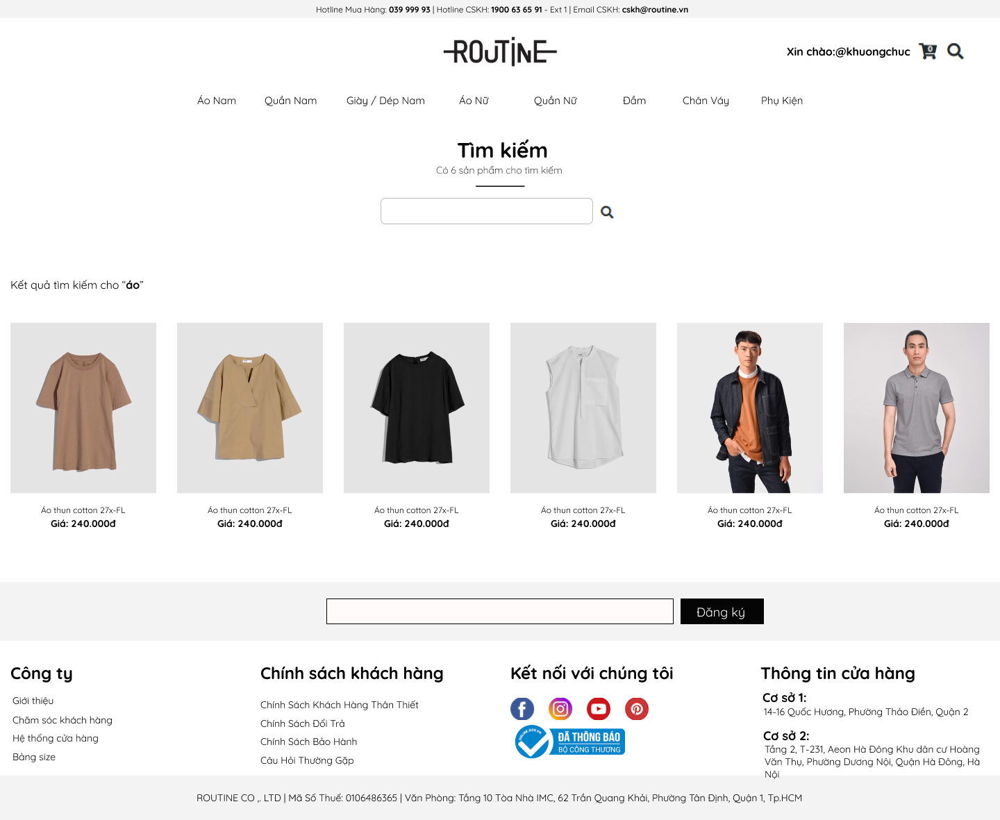 Hotline Mua Hàng: 039 999 93 | Hotline CSKH: 1900 63 65 91 - Ext 1 | Email CSKH: cskh@routine.vn
ROUTINE
Xin chào:@khuongchuc
0
Áo Nam Quần Nam Giày / Dép Nam Áo Nữ Quần Nữ Đầm Chân Váy Phụ Kiện
Tìm kiếm
Có 6 sản phẩm cho tìm kiếm
Kết quả tìm kiếm cho “áo”
Áo thun cotton 27x-FL
Giá: 240.000đ
Áo thun cotton 27x-FL
Giá: 240.000đ
Áo thun cotton 27x-FL
Giá: 240.000đ
Áo thun cotton 27x-FL
Giá: 240.000đ
Áo thun cotton 27x-FL
Giá: 240.000đ
Áo thun cotton 27x-FL
Giá: 240.000đ
Đăng ký
Công ty
Giới thiệu
Chăm sóc khách hàng
Hệ thống cửa hàng
Bảng size
Chính sách khách hàng
Chính Sách Khách Hàng Thân Thiết
Chính Sách Đổi Trả
Chính Sách Bảo Hành
Câu Hỏi Thường Gặp
Kết nối với chúng tôi
ONLINE.GOV.VN
ĐÃ THÔNG BÁO
BỘ CÔNG THƯƠNG
Thông tin cửa hàng
Cơ sở 1:
14-16 Quốc Hương, Phường Thảo Điền, Quận 2
Cơ sở 2:
Tầng 2, T-231, Aeon Hà Đông Khu dân cư Hoàng
Văn Thụ, Phường Dương Nội, Quận Hà Đông, Hà
Nội
ROUTINE CO ,. LTD | Mã Số Thuế: 0106486365 | Văn Phòng: Tầng 10 Tòa Nhà IMC, 62 Trần Quang Khải, Phường Tân Định, Quận 1, Tp.HCM